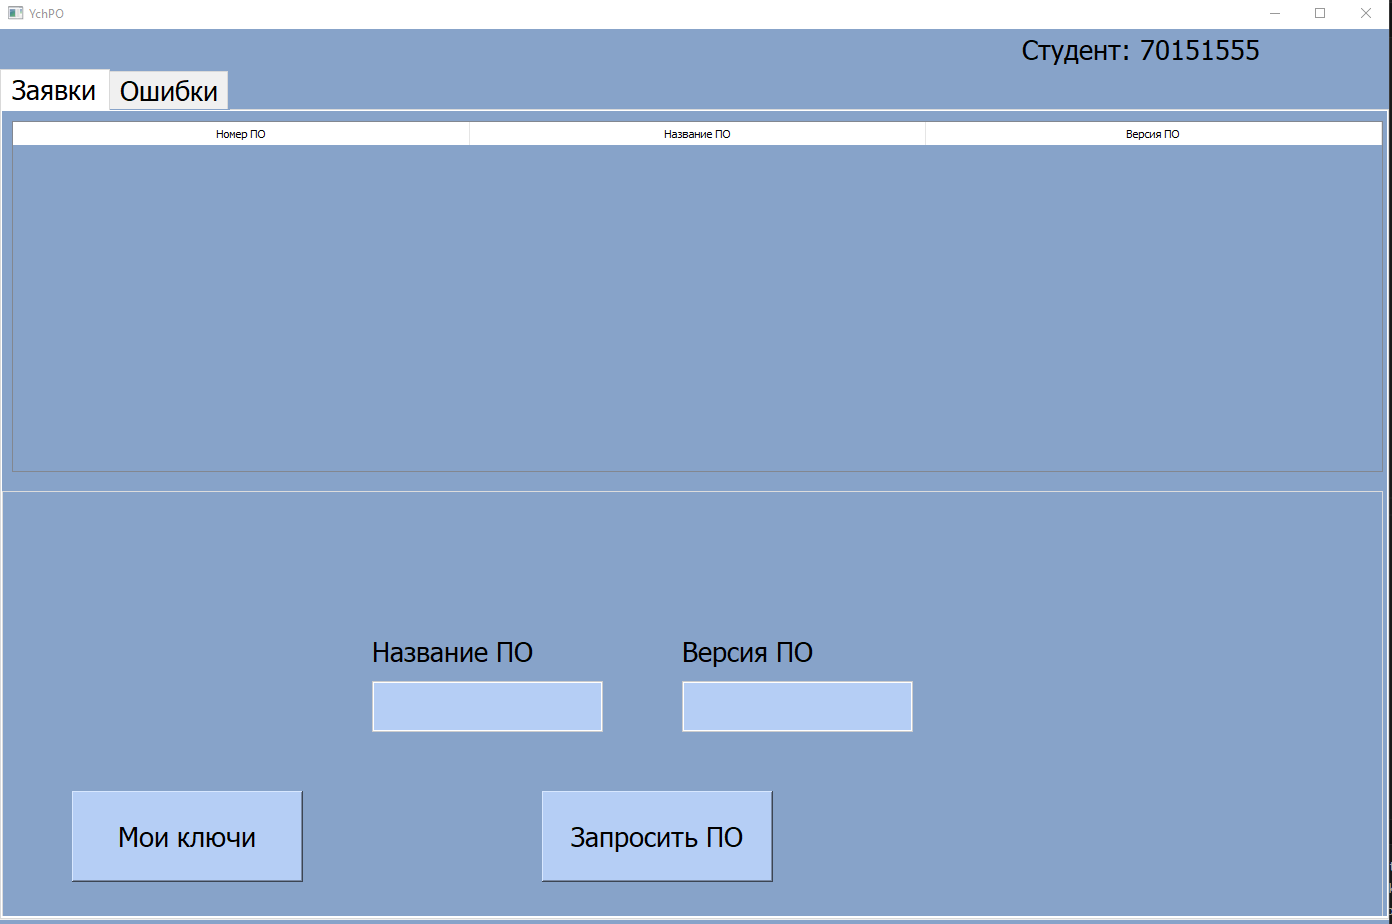 YchPO
Студент: 70151555
Заявки Ошибки
Номер ПО Название ПО Версия ПО
Название ПО Версия ПО
Мои ключи Запросить ПО